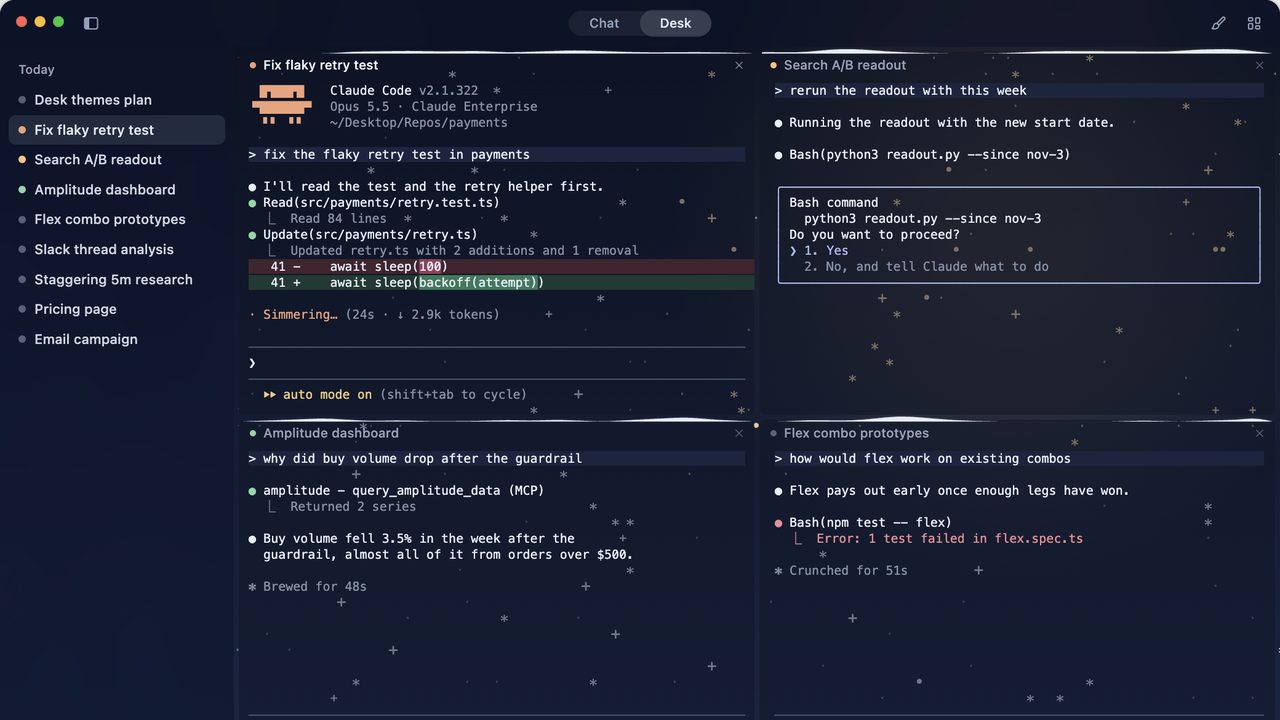 Chat
Desk
Today
Desk themes plan
Fix flaky retry test
Search A/B readout
Amplitude dashboard
Flex combo prototypes
Slack thread analysis
Staggering 5m research
Pricing page
Email campaign
Fix flaky retry test
Claude Code v2.1.322
Opus 5.5 · Claude Enterprise
~/Desktop/Repos/payments
> fix the flaky retry test in payments
● I'll read the test and the retry helper first.
● Read(src/payments/retry.test.ts)
⎿ Read 84 lines
● Update(src/payments/retry.ts)
⎿ Updated retry.ts with 2 additions and 1 removal
41 - await sleep(100)
41 + await sleep(backoff(attempt))
· Simmering… (24s · ↓ 2.9k tokens)
❯
⏵⏵ auto mode on (shift+tab to cycle)
Search A/B readout
> rerun the readout with this week
● Running the readout with the new start date.
● Bash(python3 readout.py --since nov-3)
Bash command
python3 readout.py --since nov-3
Do you want to proceed?
❯ 1. Yes
2. No, and tell Claude what to do
Amplitude dashboard
> why did buy volume drop after the guardrail
● amplitude - query_amplitude_data (MCP)
⎿ Returned 2 series
● Buy volume fell 3.5% in the week after the
guardrail, almost all of it from orders over $500.
✻ Brewed for 48s
Flex combo prototypes
> how would flex work on existing combos
● Flex pays out early once enough legs have won.
● Bash(npm test -- flex)
⎿ Error: 1 test failed in flex.spec.ts
✻ Crunched for 51s